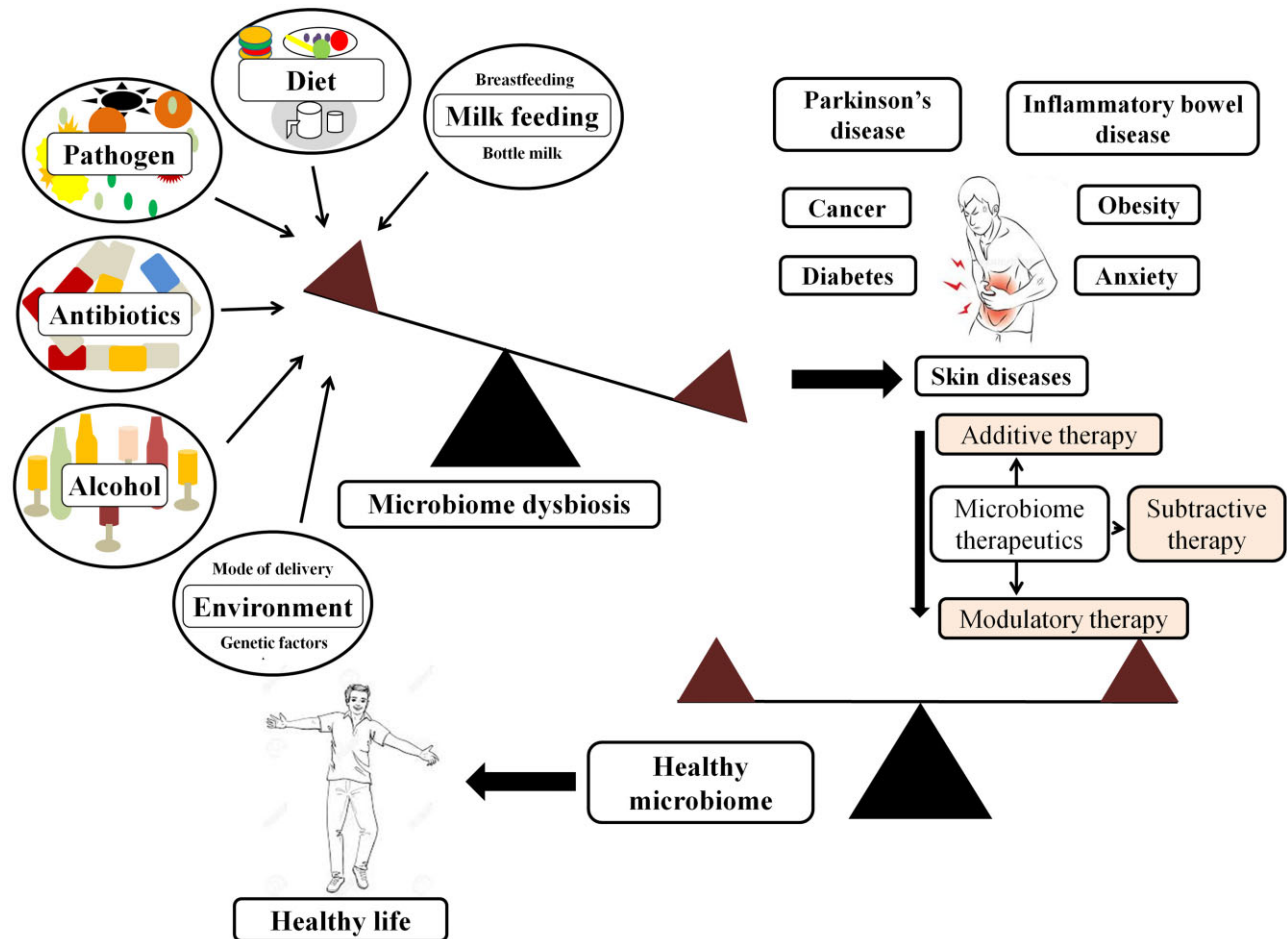 Diet
Breastfeeding
Milk feeding
Bottle milk
Pathogen
Antibiotics
Alcohol
Mode of delivery
Environment
Genetic factors
Microbiome dysbiosis
Parkinson's
disease
Inflammatory bowel
disease
Cancer
Obesity
Diabetes
Anxiety
Skin diseases
Additive therapy
Microbiome
therapeutics
Subtractive
therapy
Modulatory therapy
Healthy
microbiome
Healthy life